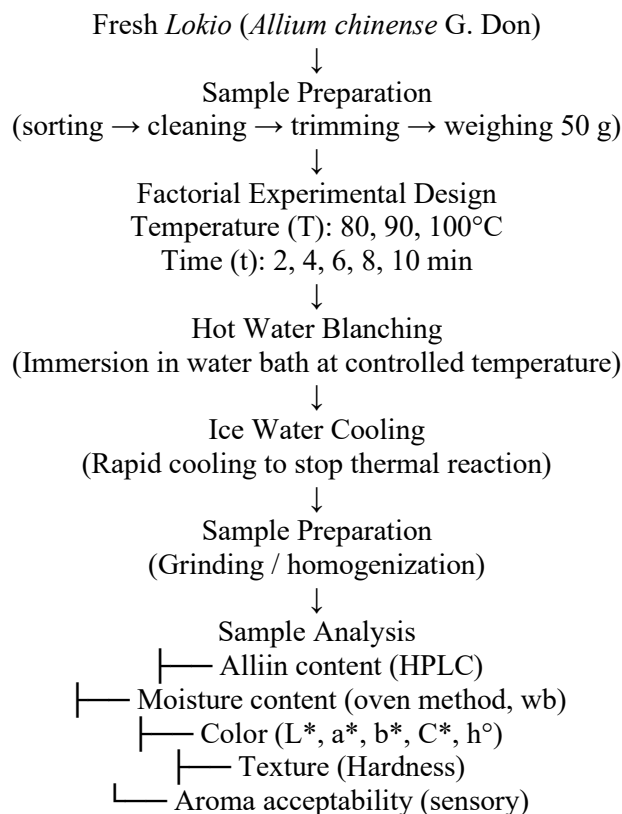 Fresh Lokio (Allium chinense G. Don)
↓
Sample Preparation
(sorting → cleaning → trimming → weighing 50 g)
↓
Factorial Experimental Design
Temperature (T): 80, 90, 100°C
Time (t): 2, 4, 6, 8, 10 min
↓
Hot Water Blanching
(Immersion in water bath at controlled temperature)
↓
Ice Water Cooling
(Rapid cooling to stop thermal reaction)
↓
Sample Preparation
(Grinding / homogenization)
↓
Sample Analysis
├── Alliin content (HPLC)
├── Moisture content (oven method, wb)
├── Color (L*, a*, b*, C*, h°)
├── Texture (Hardness)
└── Aroma acceptability (sensory)